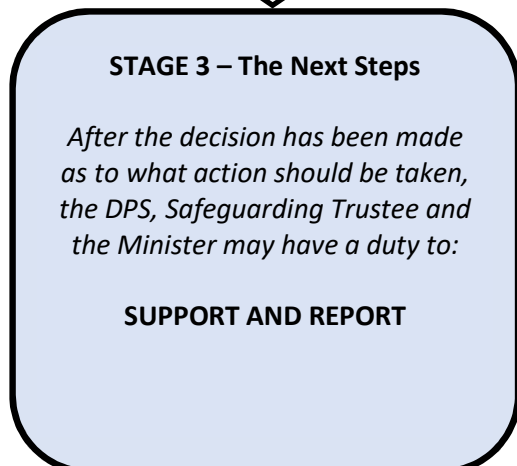 STAGE 3 – The Next Steps
After the decision has been made
as to what action should be taken,
the DPS, Safeguarding Trustee and
the Minister may have a duty to:
SUPPORT AND REPORT